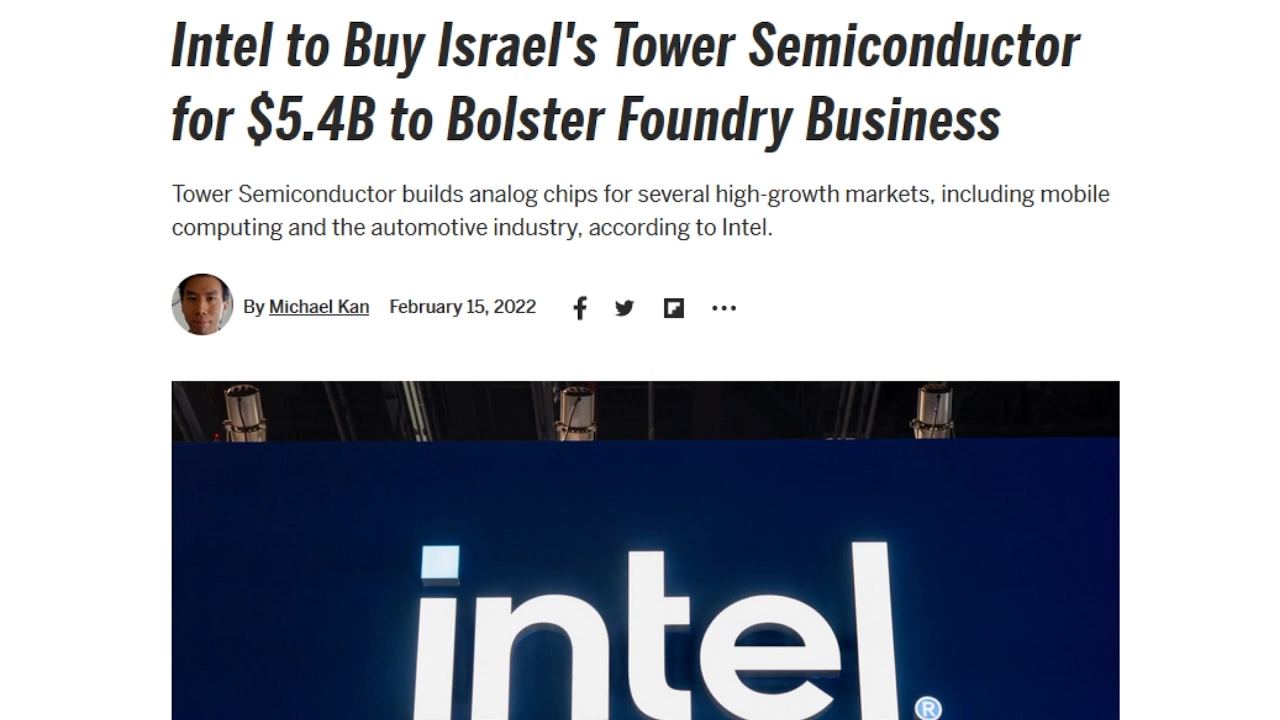 Intel to Buy Israel's Tower Semiconductor
for $5.4B to Bolster Foundry Business
Tower Semiconductor builds analog chips for several high-growth markets, including mobile
computing and the automotive industry, according to Intel.
By Michael Kan February 15, 2022
intel®